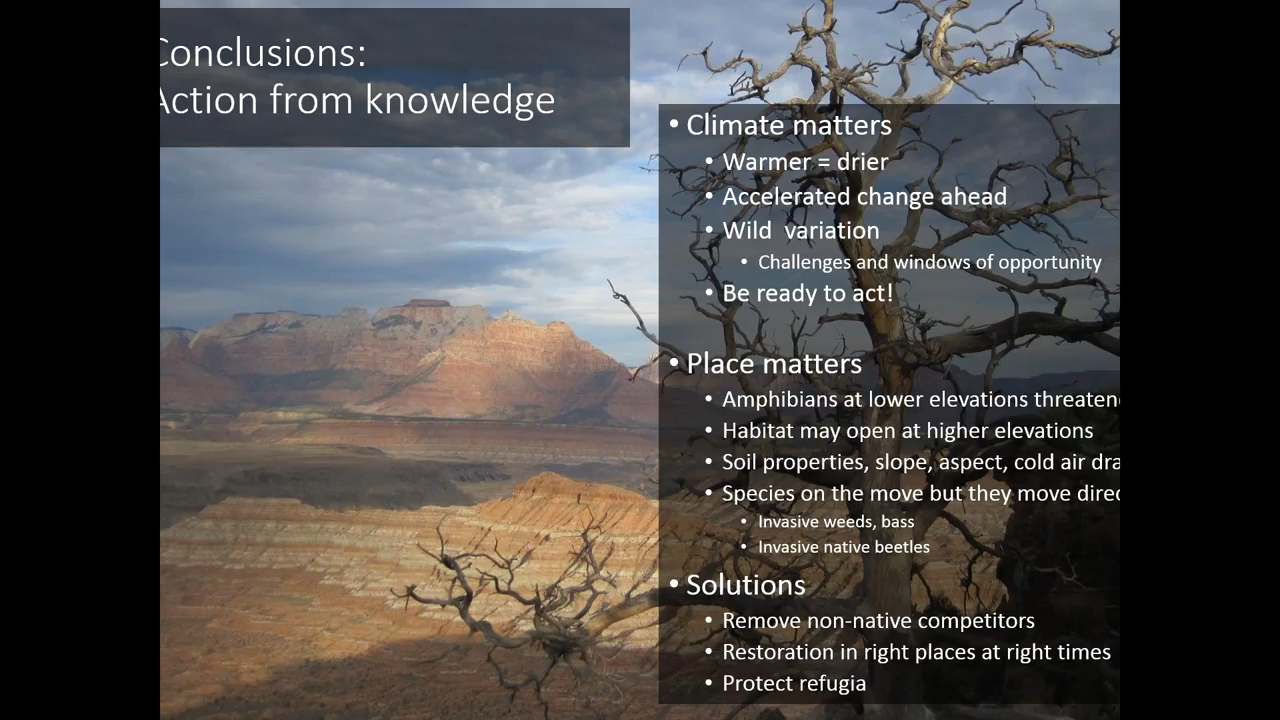 Conclusions:
Action from knowledge
• Climate matters
• Warmer = drier
• Accelerated change ahead
• Wild  variation
• Challenges and windows of opportunity
• Be ready to act!
• Place matters
• Amphibians at lower elevations
• Habitat may open at higher elevations
• Soil properties, slope, aspect, cold air
• Species on the move but they move
• Invasive weeds, bass
• Invasive native beetles
• Solutions
• Remove non-native competitors
• Restoration in right places at right times
• Protect refugia